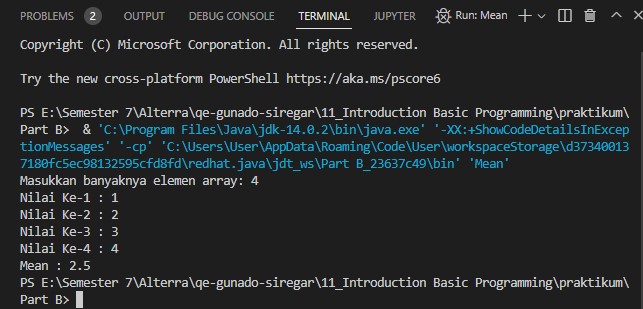 PROBLEMS 2 OUTPUT DEBUG CONSOLE TERMINAL JUPYTER Run: Mean
Copyright (C) Microsoft Corporation. All rights reserved.
Try the new cross-platform PowerShell https://aka.ms/pscore6
PS E:\Semester 7\Alterra\qe-gunado-siregar\11_Introduction Basic Programming\praktikum\
Part B>  & 'C:\Program Files\Java\jdk-14.0.2\bin\java.exe' '-XX:+ShowCodeDetailsInExcep
tionMessages' '-cp' 'C:\Users\User\AppData\Roaming\Code\User\workspaceStorage\d37340013
7180fc5ec98132595cfd8fd\redhat.java\jdt_ws\Part B_23637c49\bin' 'Mean'
Masukkan banyaknya elemen array: 4
Nilai Ke-1 : 1
Nilai Ke-2 : 2
Nilai Ke-3 : 3
Nilai Ke-4 : 4
Mean : 2.5
PS E:\Semester 7\Alterra\qe-gunado-siregar\11_Introduction Basic Programming\praktikum\
Part B>